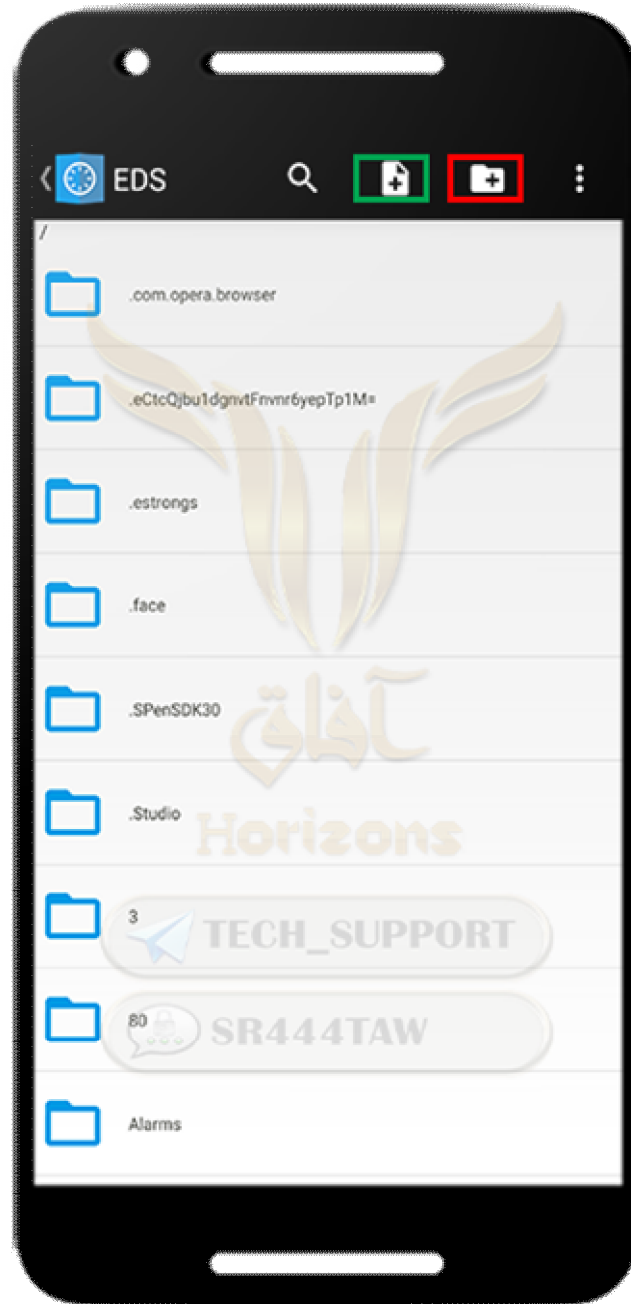 EDS
/
.com.opera.browser
.eCtcQjbu1dgnvtFnvnr6yepTp1M=
.estrongs
.face
.SPenSDK30
آفاق
.Studio
Horizons
3
TECH_SUPPORT
80
SR444TAW
Alarms